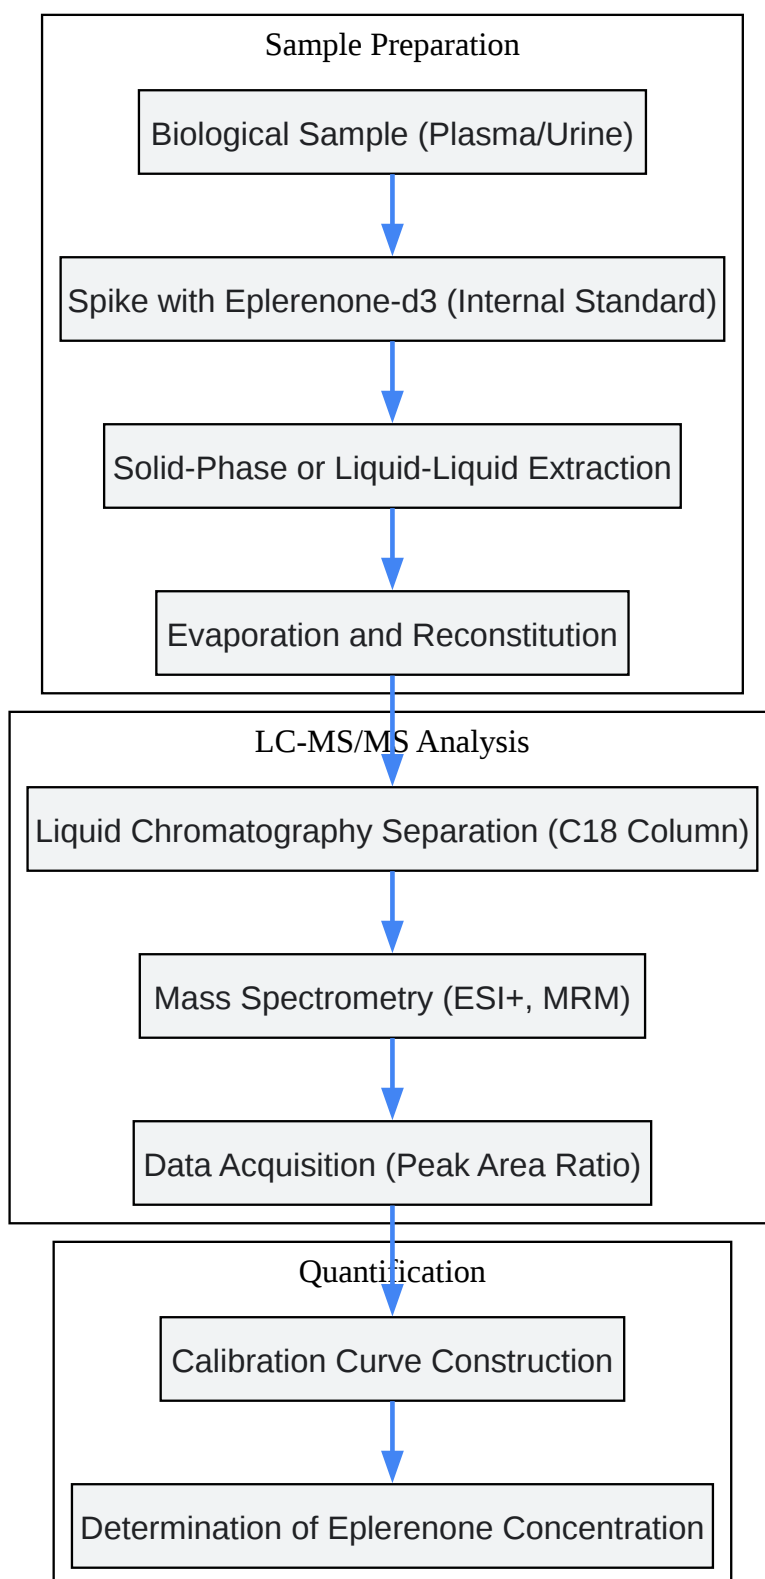 Sample Preparation
Biological Sample (Plasma/Urine)
Spike with Eplerenone-d3 (Internal Standard)
Solid-Phase or Liquid-Liquid Extraction
Evaporation and Reconstitution
LC-MS/MS Analysis
Liquid Chromatography Separation (C18 Column)
Mass Spectrometry (ESI+, MRM)
Data Acquisition (Peak Area Ratio)
Quantification
Calibration Curve Construction
Determination of Eplerenone Concentration